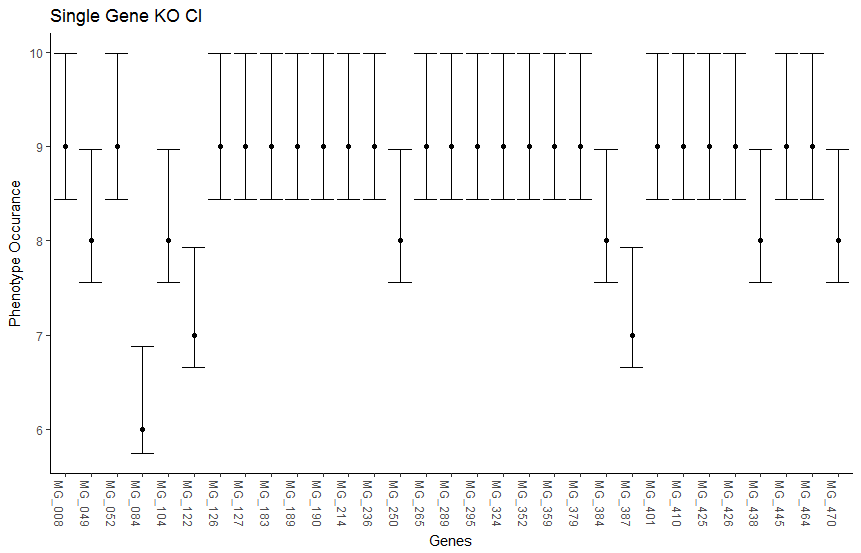 Single Gene KO CI
10
9
8
7
6
Phenotype Occurance
MG_008
MG_049
MG_052
MG_084
MG_104
MG_122
MG_126
MG_127
MG_183
MG_189
MG_190
MG_214
MG_236
MG_250
MG_265
MG_289
MG_295
MG_324
MG_352
MG_359
MG_379
MG_384
MG_387
MG_401
MG_410
MG_425
MG_426
MG_438
MG_445
MG_464
MG_470
Genes